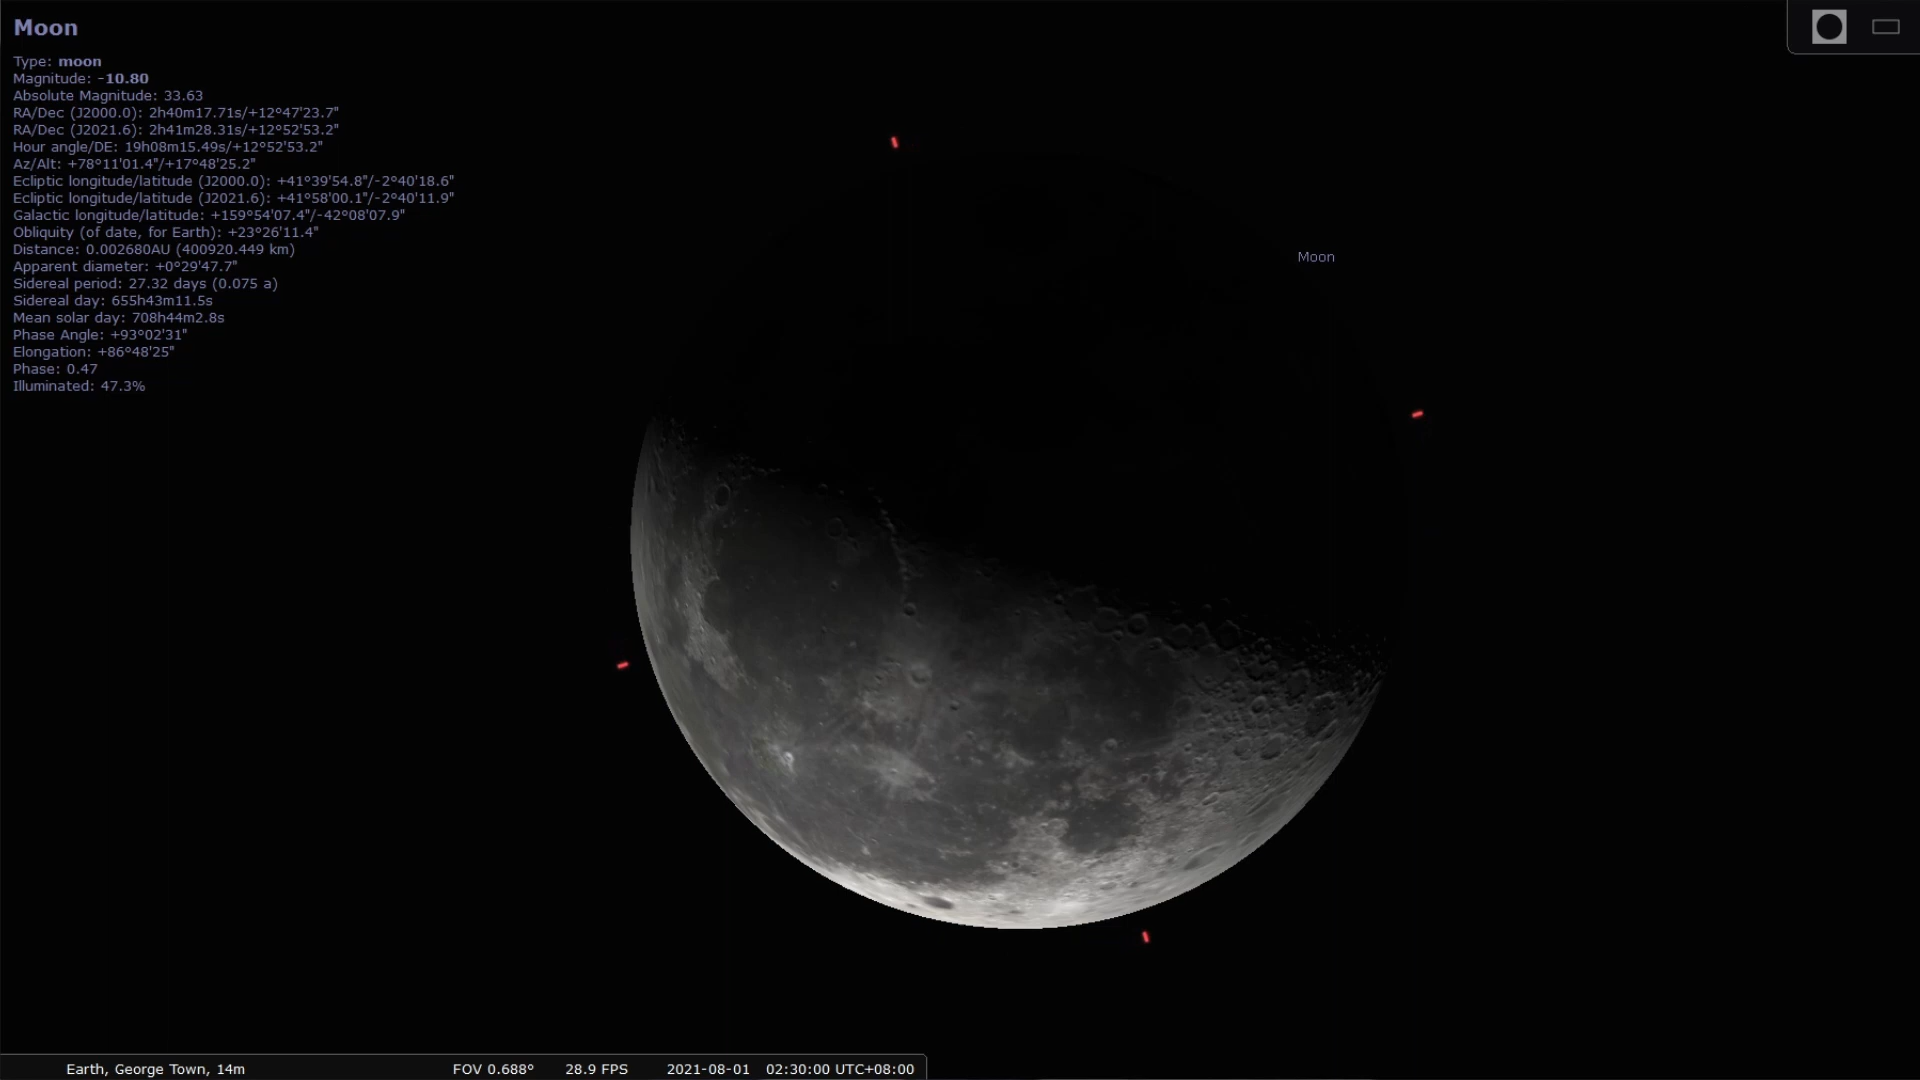 Moon
Type: moon
Magnitude: -10.80
Absolute Magnitude: 33.63
RA/Dec (J2000.0): 2h40m17.71s/+12°47'23.7"
RA/Dec (J2021.6): 2h41m28.31s/+12°52'53.2"
Hour angle/DE: 19h08m15.49s/+12°52'53.2"
Az/Alt: +78°11'01.4"/+17°48'25.2"
Ecliptic longitude/latitude (J2000.0): +41°39'54.8"/-2°40'18.6"
Ecliptic longitude/latitude (J2021.6): +41°58'00.1"/-2°40'11.9"
Galactic longitude/latitude: +159°54'07.4"/-42°08'07.9"
Obliquity (of date, for Earth): +23°26'11.4"
Distance: 0.002680AU (400920.449 km)
Apparent diameter: +0°29'47.7"
Sidereal period: 27.32 days (0.075 a)
Sidereal day: 655h43m11.5s
Mean solar day: 708h44m2.8s
Phase Angle: +93°02'31"
Elongation: +86°48'25"
Phase: 0.47
Illuminated: 47.3%
Moon
Earth, George Town, 14m FOV 0.688° 28.9 FPS 2021-08-01 02:30:00 UTC+08:00